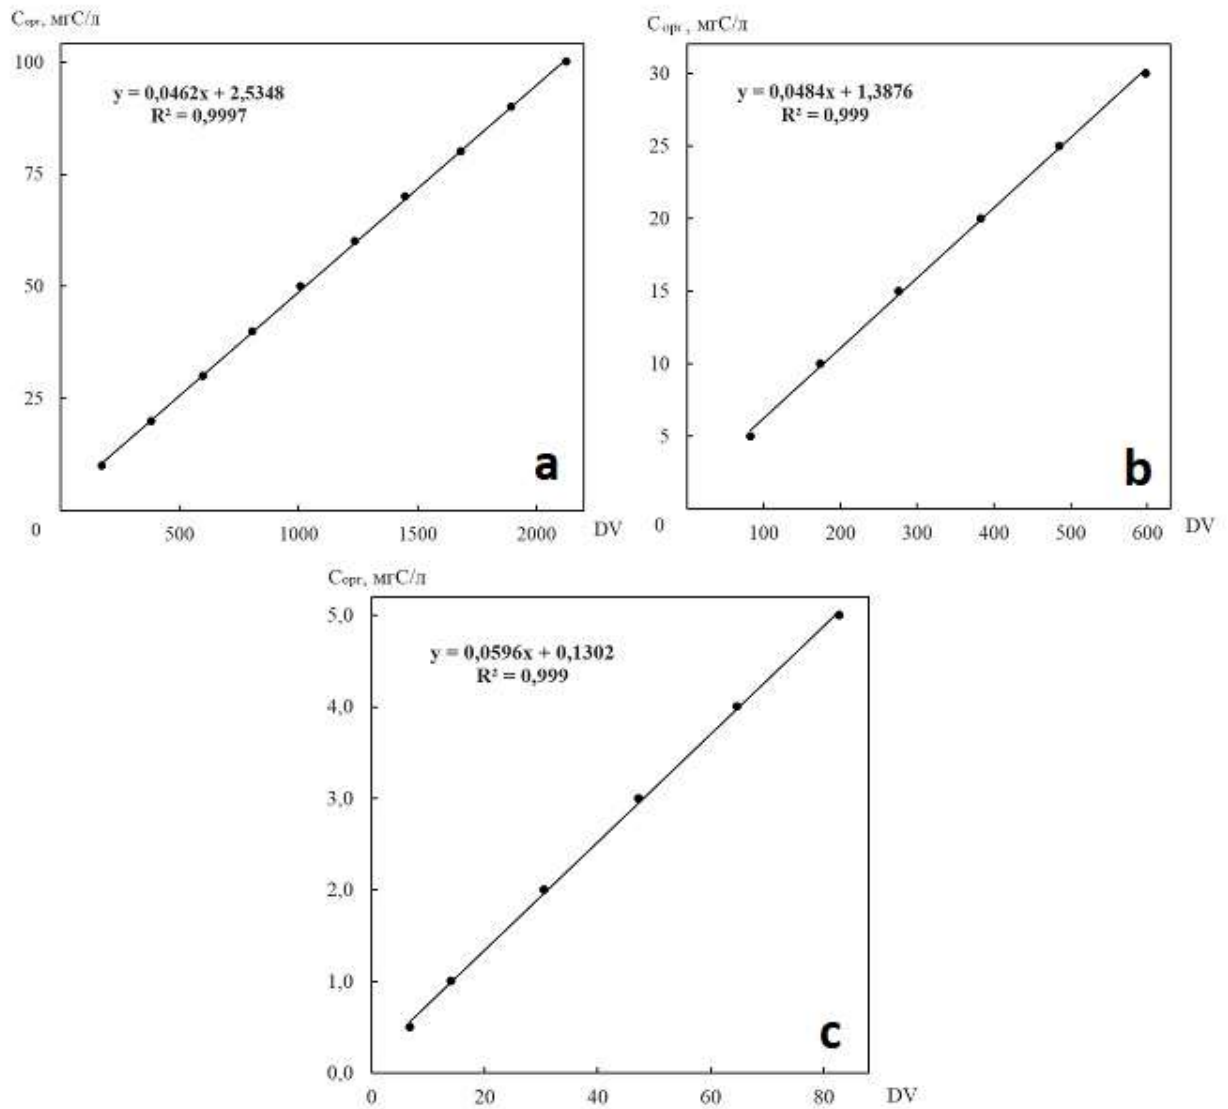 Cорг, мгС/л
100
75
50
25
0
500
1000
1500
2000
DV
y = 0,0462x + 2,5348
R² = 0,9997
a
Cорг, мгС/л
30
25
20
15
10
5
0
100
200
300
400
500
600
DV
y = 0,0484x + 1,3876
R² = 0,999
b
Cорг, мгС/л
5,0
4,0
3,0
2,0
1,0
0,0
0
20
40
60
80
DV
y = 0,0596x + 0,1302
R² = 0,999
c